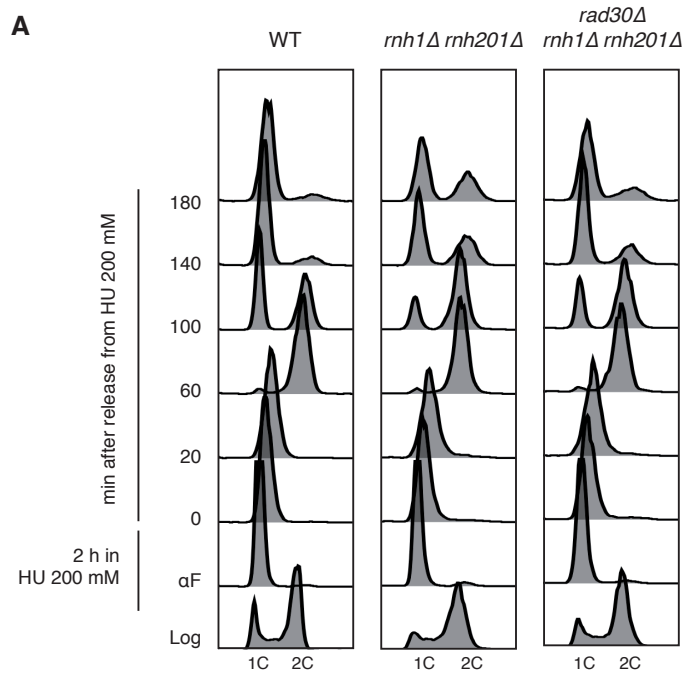 A
WT
rnh1Δ rnh201Δ
rad30Δ
rnh1Δ rnh201Δ
min after release from HU 200 mM
180
140
100
60
20
0
2 h in
HU 200 mM
αF
Log
1C 2C
1C 2C
1C 2C